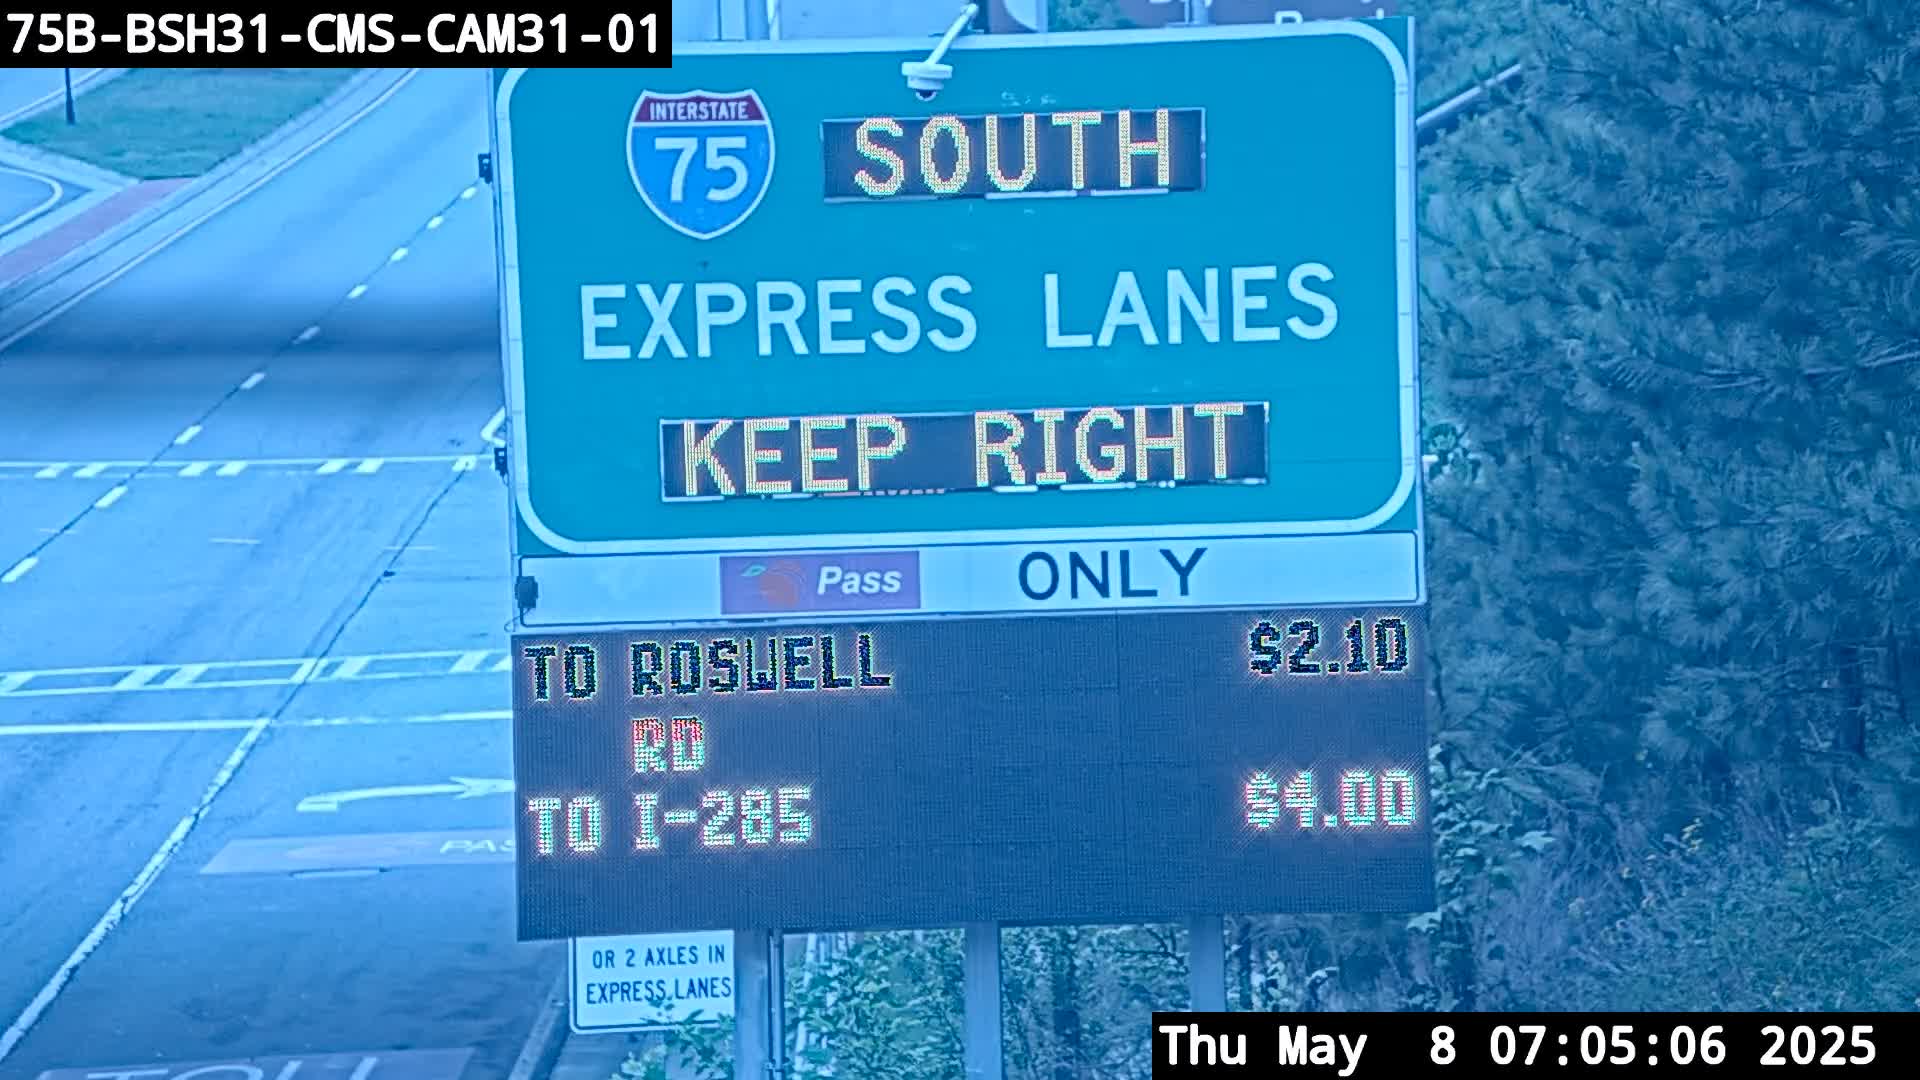 75B-BSH31-CMS-CAM31-01
INTERSTATE
75
SOUTH
EXPRESS LANES
KEEP RIGHT
Pass ONLY
TO ROSWELL $2.10
RD
TO I-285 $4.00
OR 2 AXLES IN
EXPRESS LANES
TOLL
Thu May 8 07:05:06 2025